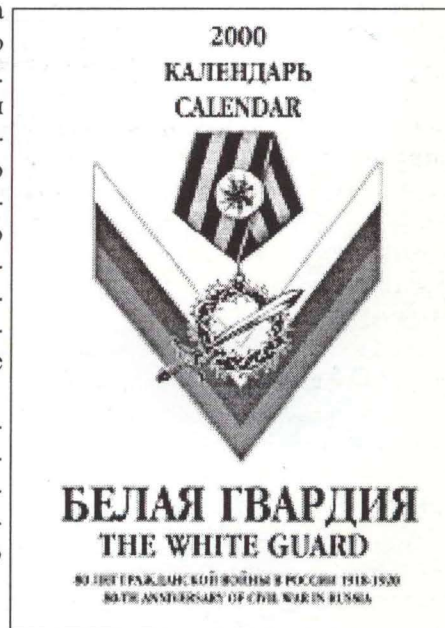 2000
КАЛЕНДАРЬ
CALENDAR
БЕЛАЯ ГВАРДИЯ
THE WHITE GUARD
80 ЛЕТ ГРАЖДАНСКОЙ ВОЙНЫ В РОССИИ 1918-1920
80TH ANNIVERSARY OF CIVIL WAR IN RUSSIA